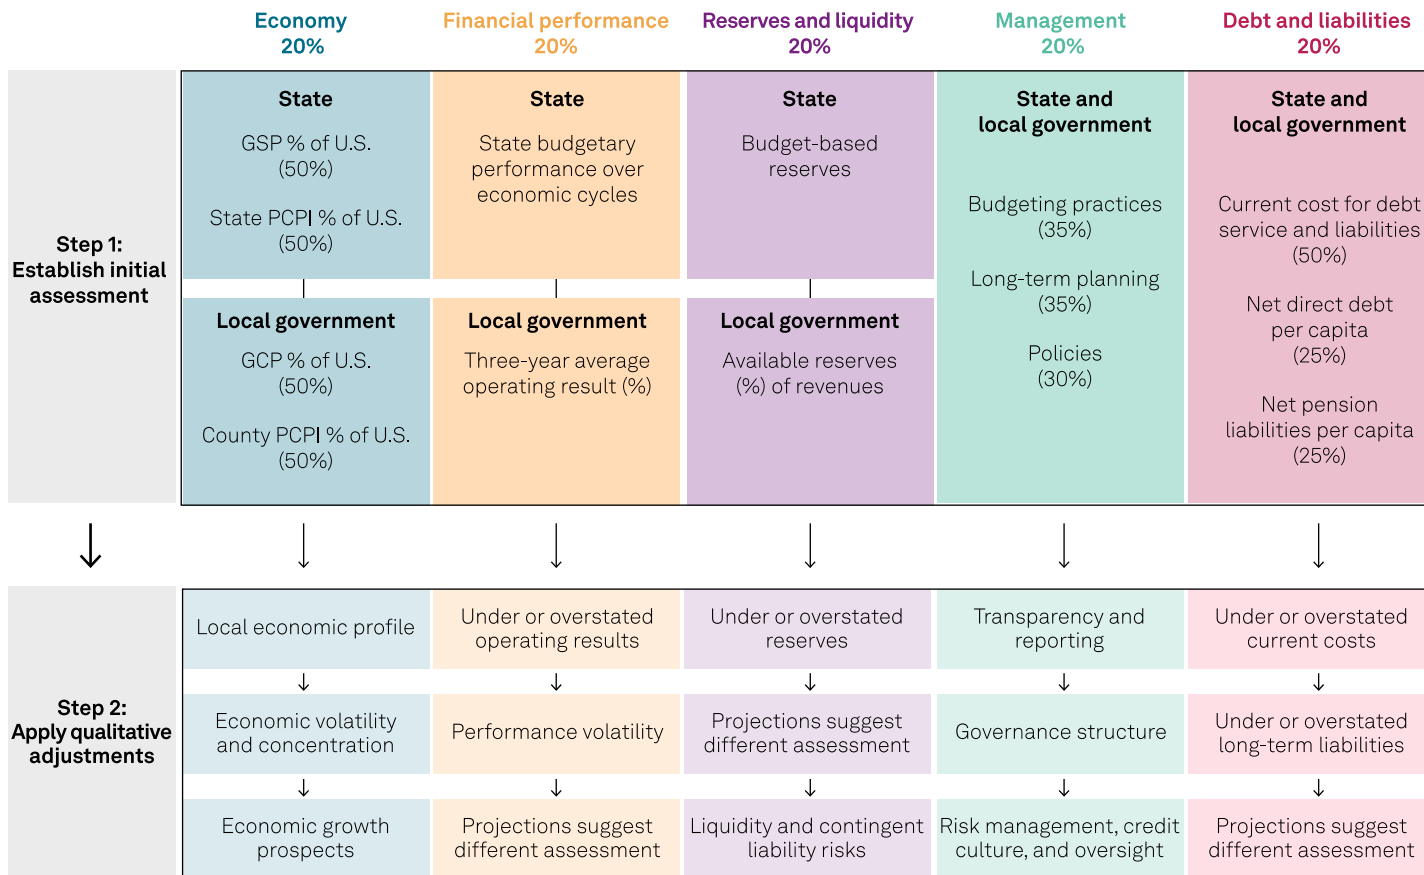 Economy
20%
Financial performance
20%
Reserves and liquidity
20%
Management
20%
Debt and liabilities
20%
Step 1:
Establish initial
assessment
State
GSP % of U.S.
(50%)
State PCPI % of U.S.
(50%)
Local government
GCP % of U.S.
(50%)
County PCPI % of U.S.
(50%)
State
State budgetary
performance over
economic cycles
Local government
Three-year average
operating result (%)
State
Budget-based
reserves
Local government
Available reserves
(%) of revenues
State and
local government
Budgeting practices
(35%)
Long-term planning
(35%)
Policies
(30%)
State and
local government
Current cost for debt
service and liabilities
(50%)
Net direct debt
per capita
(25%)
Net pension
liabilities per capita
(25%)
Step 2:
Apply qualitative
adjustments
Local economic profile
Economic volatility
and concentration
Economic growth
prospects
Under or overstated
operating results
Performance volatility
Projections suggest
different assessment
Under or overstated
reserves
Projections suggest
different assessment
Liquidity and contingent
liability risks
Transparency and
reporting
Governance structure
Risk management, credit
culture, and oversight
Under or overstated
current costs
Under or overstated
long-term liabilities
Projections suggest
different assessment